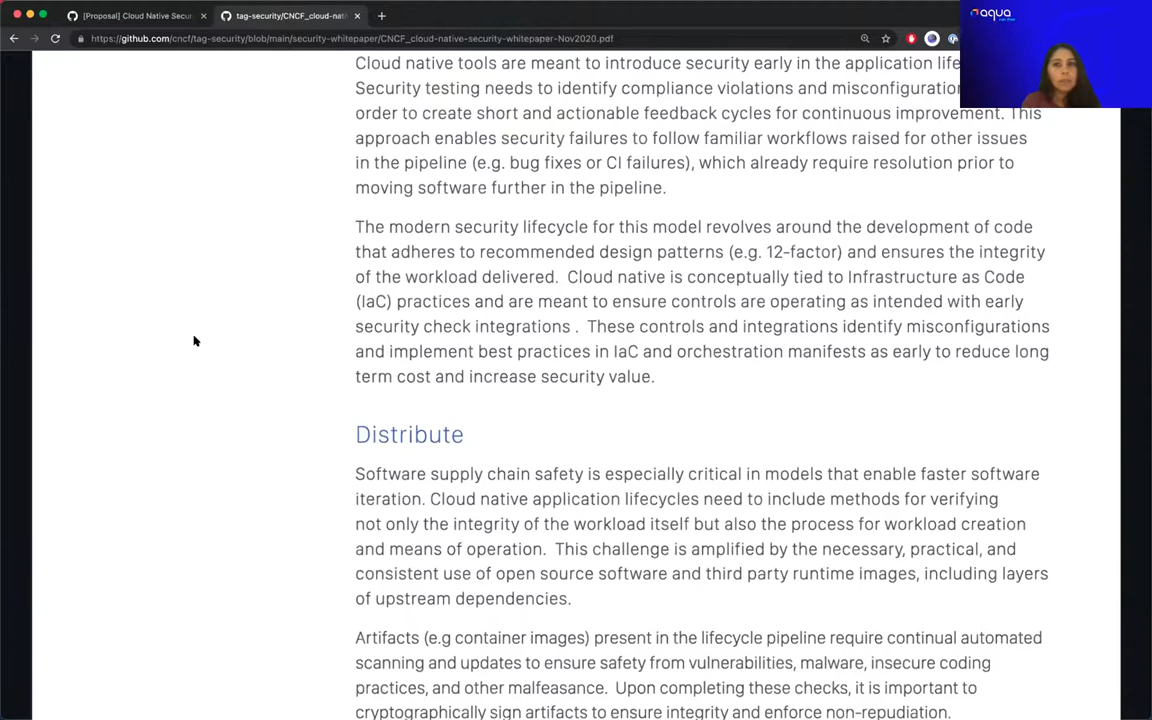 [Proposal] Cloud Native Secur
tag-security/CNCF_cloud-nati
https://github.com/cncf/tag-security/blob/main/security-whitepaper/CNCF_cloud-native-security-whitepaper-Nov2020.pdf
aqua
Cloud native tools are meant to introduce security early in the application life
Security testing needs to identify compliance violations and misconfiguration
order to create short and actionable feedback cycles for continuous improvement. This
approach enables security failures to follow familiar workflows raised for other issues
in the pipeline (e.g. bug fixes or CI failures), which already require resolution prior to
moving software further in the pipeline.
The modern security lifecycle for this model revolves around the development of code
that adheres to recommended design patterns (e.g. 12-factor) and ensures the integrity
of the workload delivered.  Cloud native is conceptually tied to Infrastructure as Code
(IaC) practices and are meant to ensure controls are operating as intended with early
security check integrations .  These controls and integrations identify misconfigurations
and implement best practices in IaC and orchestration manifests as early to reduce long
term cost and increase security value.
Distribute
Software supply chain safety is especially critical in models that enable faster software
iteration. Cloud native application lifecycles need to include methods for verifying
not only the integrity of the workload itself but also the process for workload creation
and means of operation.  This challenge is amplified by the necessary, practical, and
consistent use of open source software and third party runtime images, including layers
of upstream dependencies.
Artifacts (e.g container images) present in the lifecycle pipeline require continual automated
scanning and updates to ensure safety from vulnerabilities, malware, insecure coding
practices, and other malfeasance.  Upon completing these checks, it is important to
cryptographically sign artifacts to ensure integrity and enforce non-repudiation.